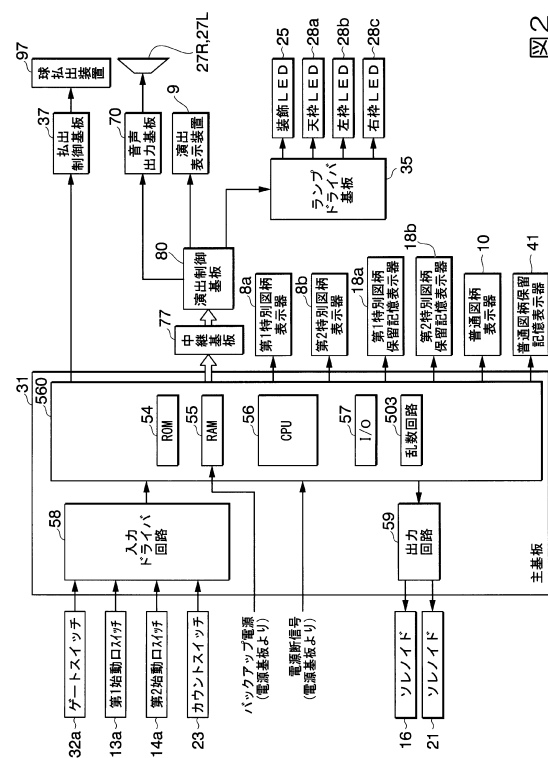 図2
31
560
32a
ゲートスイッチ
13a
第1始動口スイッチ
14a
第2始動口スイッチ
23
カウントスイッチ
58
入力
ドライバ
回路
バックアップ電源
(電源基板より)
電源断信号
(電源基板より)
16
ソレノイド
21
ソレノイド
59
出力
回路
主基板
54
ROM
55
RAM
56
CPU
57
I/O
503
乱数回路
77
中継基板
80
演出制御
基板
37
払出
制御基板
97
球払出装置
70
音声
出力基板
27R,27L
9
演出
表示装置
35
ランプ
ドライバ
基板
25
装飾LED
28a
天枠LED
28b
左枠LED
28c
右枠LED
8a
第1特別図柄
表示器
8b
第2特別図柄
表示器
18a
第1特別図柄
保留記憶表示器
18b
第2特別図柄
保留記憶表示器
10
普通図柄
表示器
41
普通図柄保留
記憶表示器